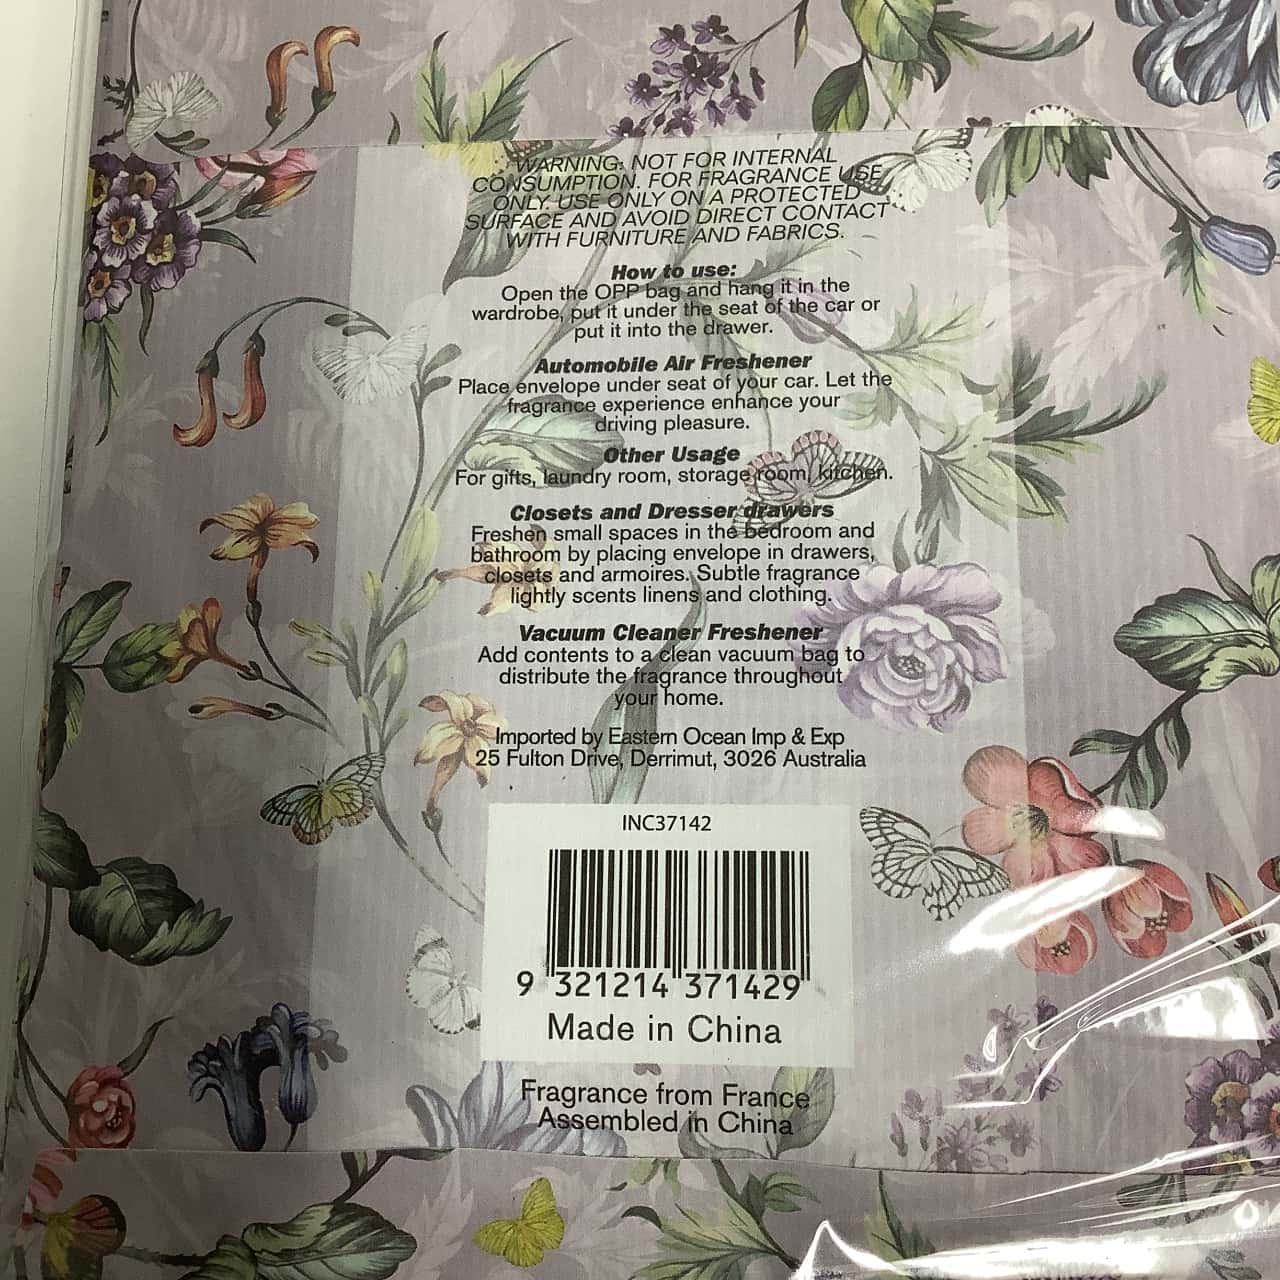 WARNING: NOT FOR INTERNAL
CONSUMPTION. FOR FRAGRANCE USE
ONLY. USE ONLY ON A PROTECTED
SURFACE AND AVOID DIRECT CONTACT
WITH FURNITURE AND FABRICS.
How to use:
Open the OPP bag and hang it in the
wardrobe, put it under the seat of the car or
put it into the drawer.
Automobile Air Freshener
Place envelope under seat of your car. Let the
fragrance experience enhance your
driving pleasure.
Other Usage
For gifts, laundry room, storage room, kitchen.
Closets and Dresser drawers
Freshen small spaces in the bedroom and
bathroom by placing envelope in drawers,
closets and armoires. Subtle fragrance
lightly scents linens and clothing.
Vacuum Cleaner Freshener
Add contents to a clean vacuum bag to
distribute the fragrance throughout
your home.
Imported by Eastern Ocean Imp & Exp
25 Fulton Drive, Derrimut, 3026 Australia
INC37142
9 321214 371429
Made in China
Fragrance from France
Assembled in China